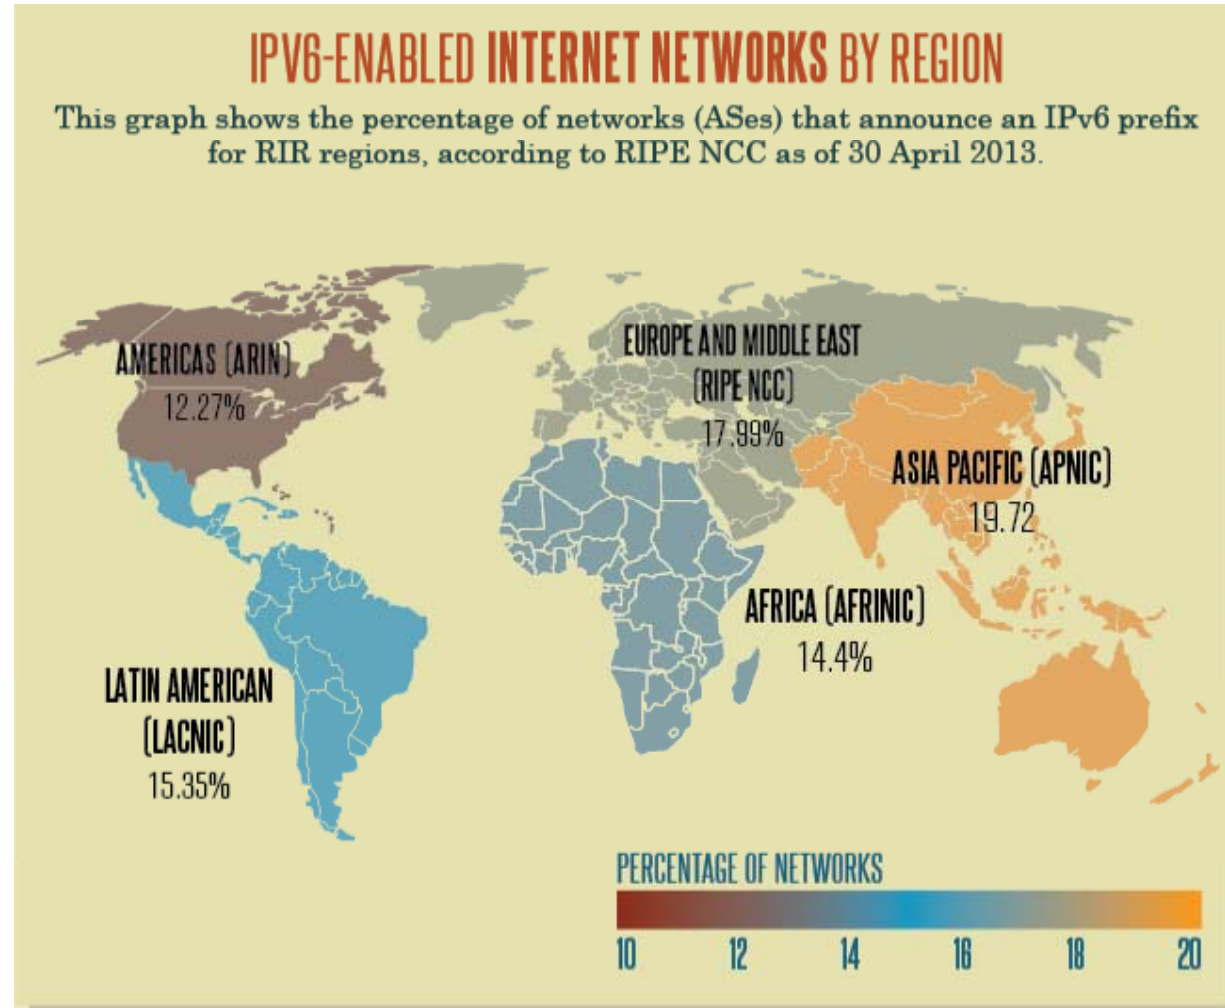 IPV6-ENABLED INTERNET NETWORKS BY REGION
This graph shows the percentage of networks (ASes) that announce an IPv6 prefix
for RIR regions, according to RIPE NCC as of 30 April 2013.
AMERICAS (ARIN)
12.27%
EUROPE AND MIDDLE EAST
(RIPE NCC)
17.99%
ASIA PACIFIC (APNIC)
19.72
AFRICA (AFRINIC)
14.4%
LATIN AMERICAN
(LACNIC)
15.35%
PERCENTAGE OF NETWORKS
10 12 14 16 18 20